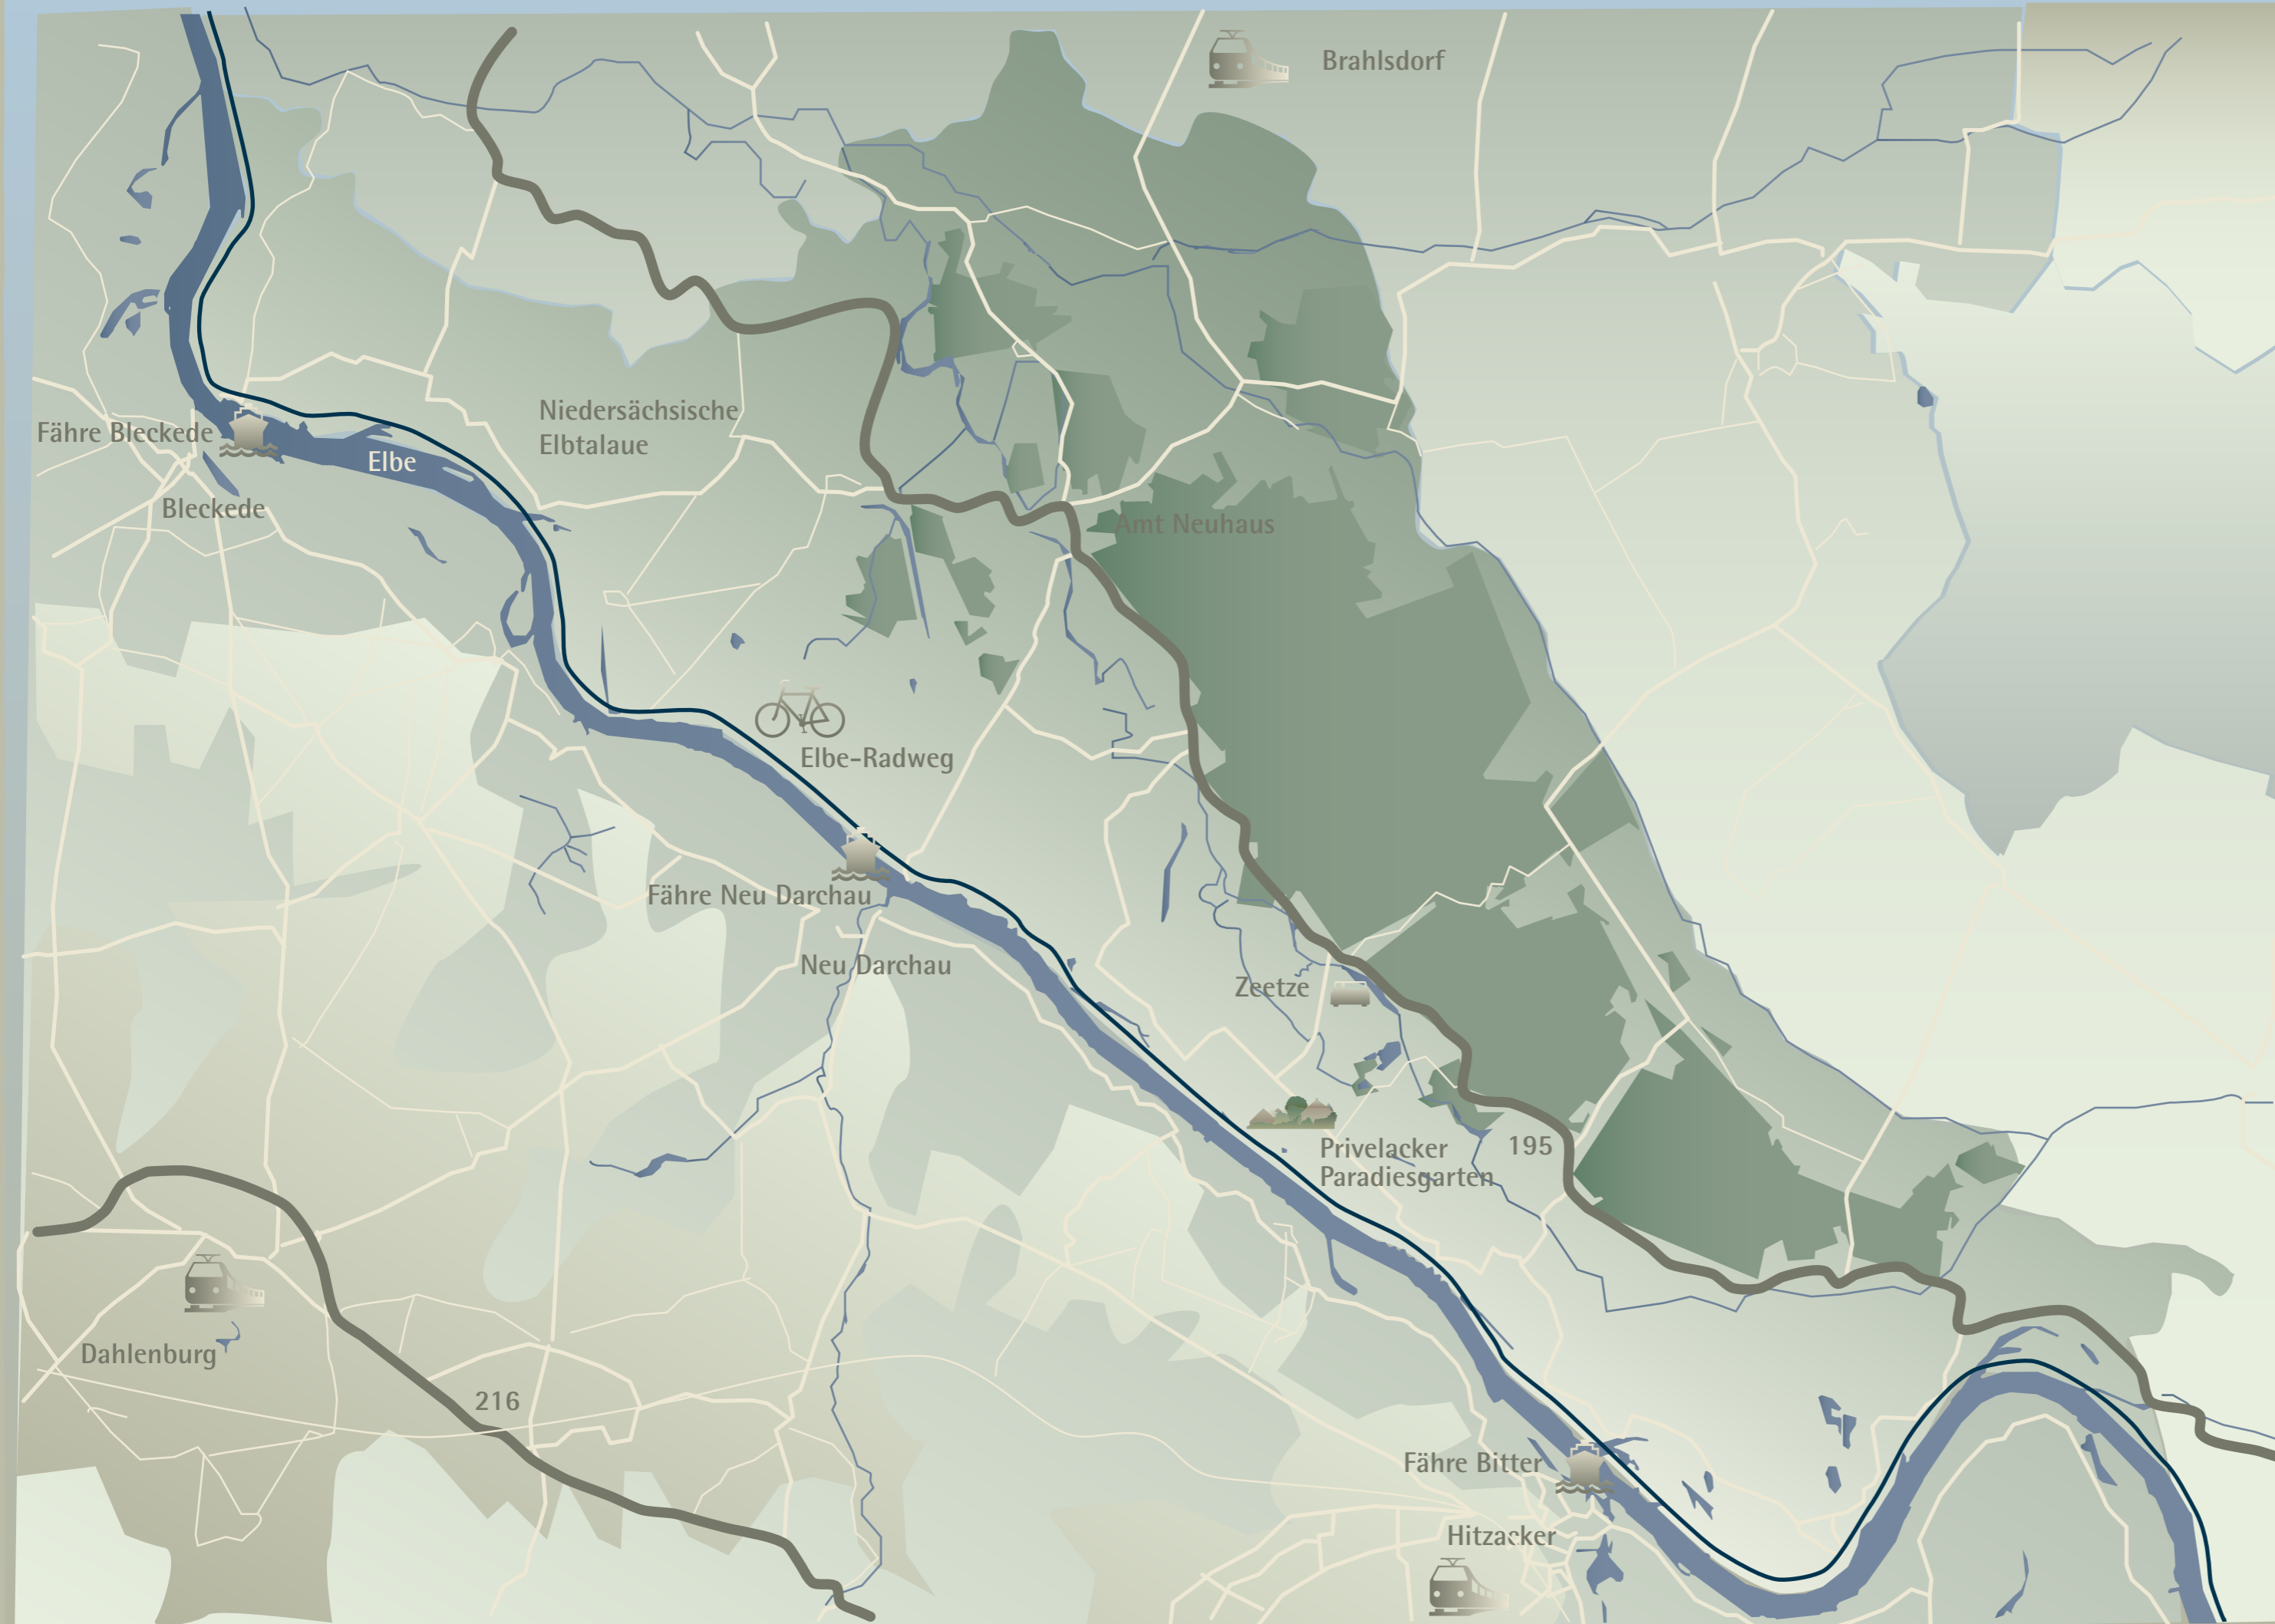 Brahlsdorf
Niedersächsische
Elbtalaue
Fähre Bleckede
Elbe
Bleckede
Amt Neuhaus
Elbe-Radweg
Fähre Neu Darchau
Neu Darchau
Zeetze
Privelacker
Paradiesgarten
195
Dahlenburg
216
Fähre Bitter
Hitzacker